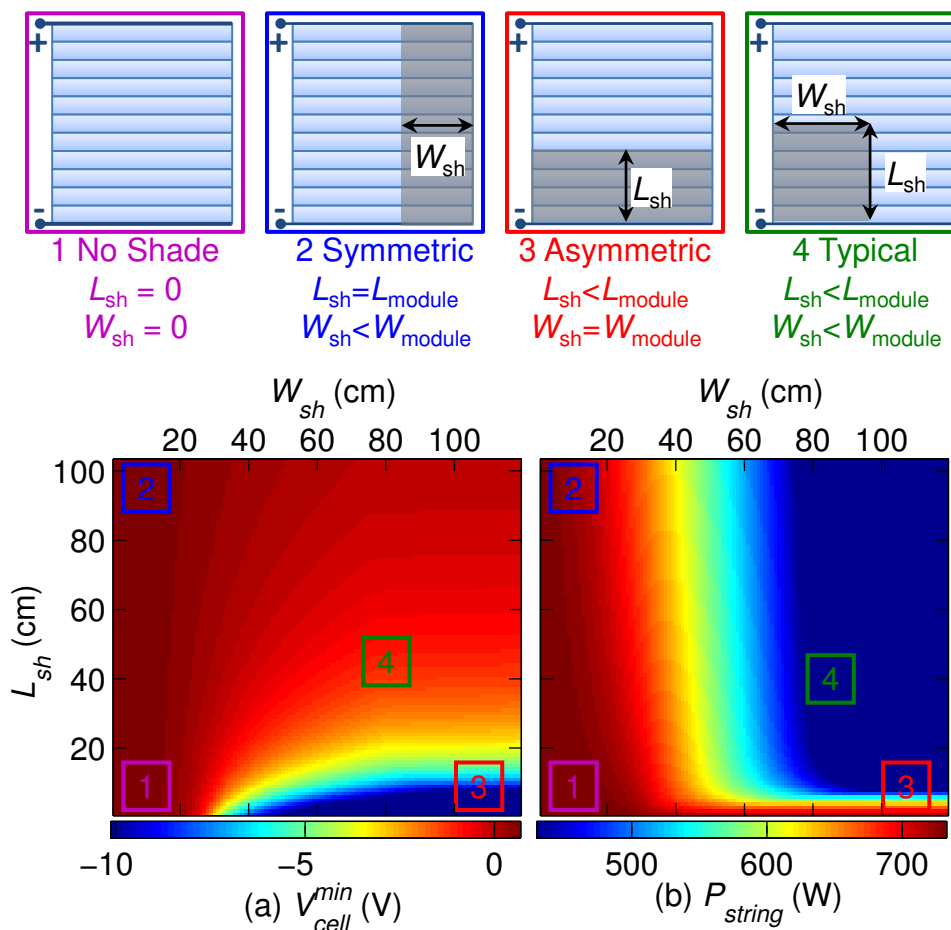 + + + +
W_sh
W_sh
L_sh
L_sh
- - - -
1 No Shade 2 Symmetric 3 Asymmetric 4 Typical
L_sh = 0 L_sh=L_module L_sh<L_module L_sh<L_module
W_sh = 0 W_sh<W_module W_sh=W_module W_sh<W_module
W_sh (cm) W_sh (cm)
20 40 60 80 100 20 40 60 80 100
L_sh (cm)
100
80
60
40
20
2
4
1
3
2
4
1
3
−10 −5 0 500 600 700
(a) V_cell^min (V) (b) P_string (W)